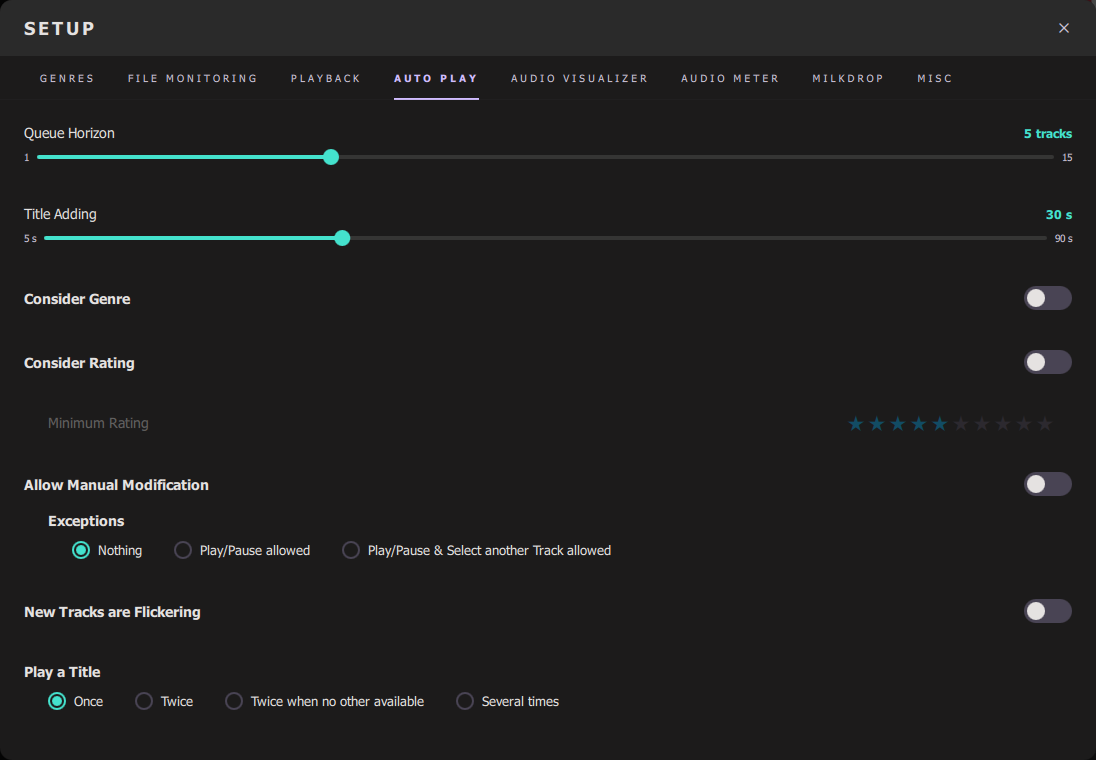 SETUP
GENRES FILE MONITORING PLAYBACK AUTO PLAY AUDIO VISUALIZER AUDIO METER MILKDROP MISC
Queue Horizon 5 tracks
1 15
Title Adding 30 s
5 s 90 s
Consider Genre
Consider Rating
Minimum Rating
Allow Manual Modification
Exceptions
Nothing Play/Pause allowed Play/Pause & Select another Track allowed
New Tracks are Flickering
Play a Title
Once Twice Twice when no other available Several times